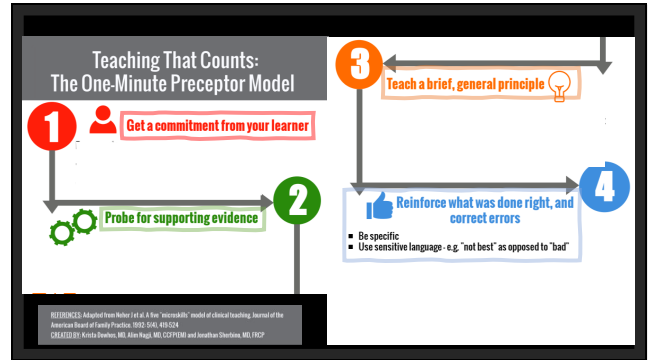 Teaching That Counts:
The One-Minute Preceptor Model
1
Get a commitment from your learner
2
Probe for supporting evidence
3
Teach a brief, general principle
4
Reinforce what was done right, and
correct errors
■ Be specific
■ Use sensitive language - e.g. "not best" as opposed to "bad"
REFERENCES: Adapted from Neher J et al. A five "microskills" model of clinical teaching. Journal of the
American Board of Family Practice. 1992; 5(4), 419-524
CREATED BY: Krista Dowhos, MD, Alim Nagji, MD, CCFP(EM) and Jonathan Sherbino, MD, FRCP